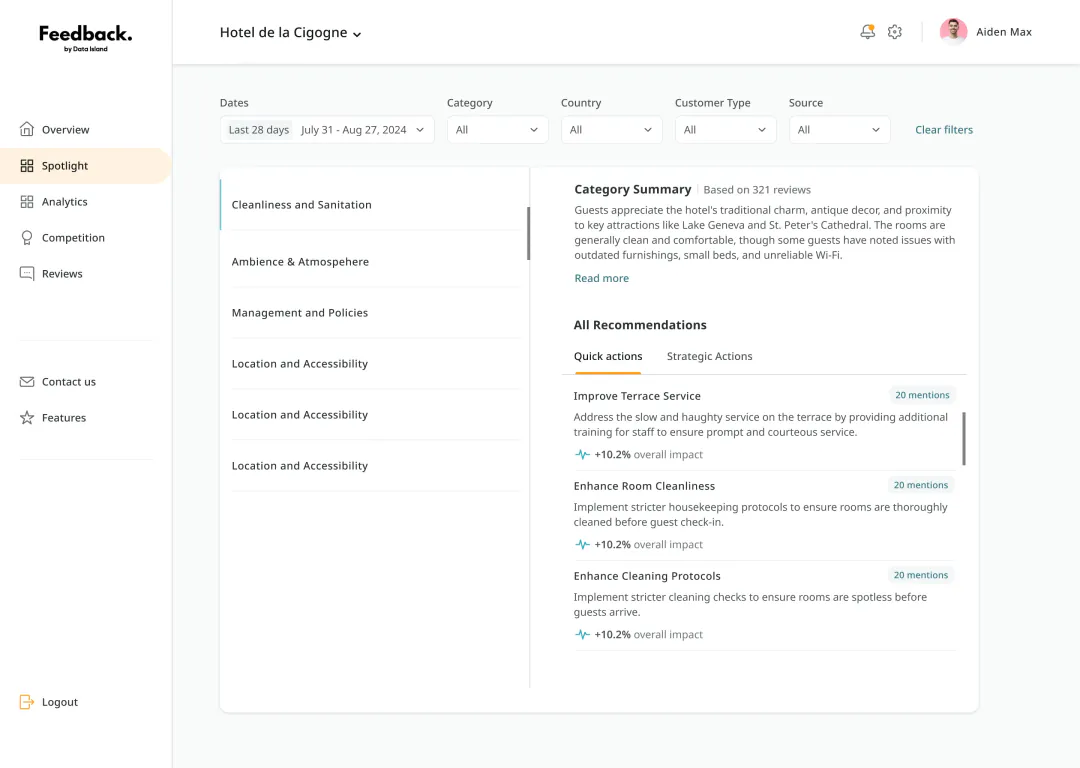 Feedback.
by Data Island
Hotel de la Cigogne
Aiden Max
Overview
Spotlight
Analytics
Competition
Reviews
Contact us
Features
Logout
Dates
Category
Country
Customer Type
Source
Last 28 days July 31 - Aug 27, 2024
All
All
All
All
Clear filters
Cleanliness and Sanitation
Ambience & Atmospehere
Management and Policies
Location and Accessibility
Location and Accessibility
Location and Accessibility
Category Summary Based on 321 reviews
Guests appreciate the hotel's traditional charm, antique decor, and proximity
to key attractions like Lake Geneva and St. Peter's Cathedral. The rooms are
generally clean and comfortable, though some guests have noted issues with
outdated furnishings, small beds, and unreliable Wi-Fi.
Read more
All Recommendations
Quick actions
Strategic Actions
Improve Terrace Service
20 mentions
Address the slow and haughty service on the terrace by providing additional
training for staff to ensure prompt and courteous service.
+10.2% overall impact
Enhance Room Cleanliness
20 mentions
Implement stricter housekeeping protocols to ensure rooms are thoroughly
cleaned before guest check-in.
+10.2% overall impact
Enhance Cleaning Protocols
20 mentions
Implement stricter cleaning checks to ensure rooms are spotless before
guests arrive.
+10.2% overall impact